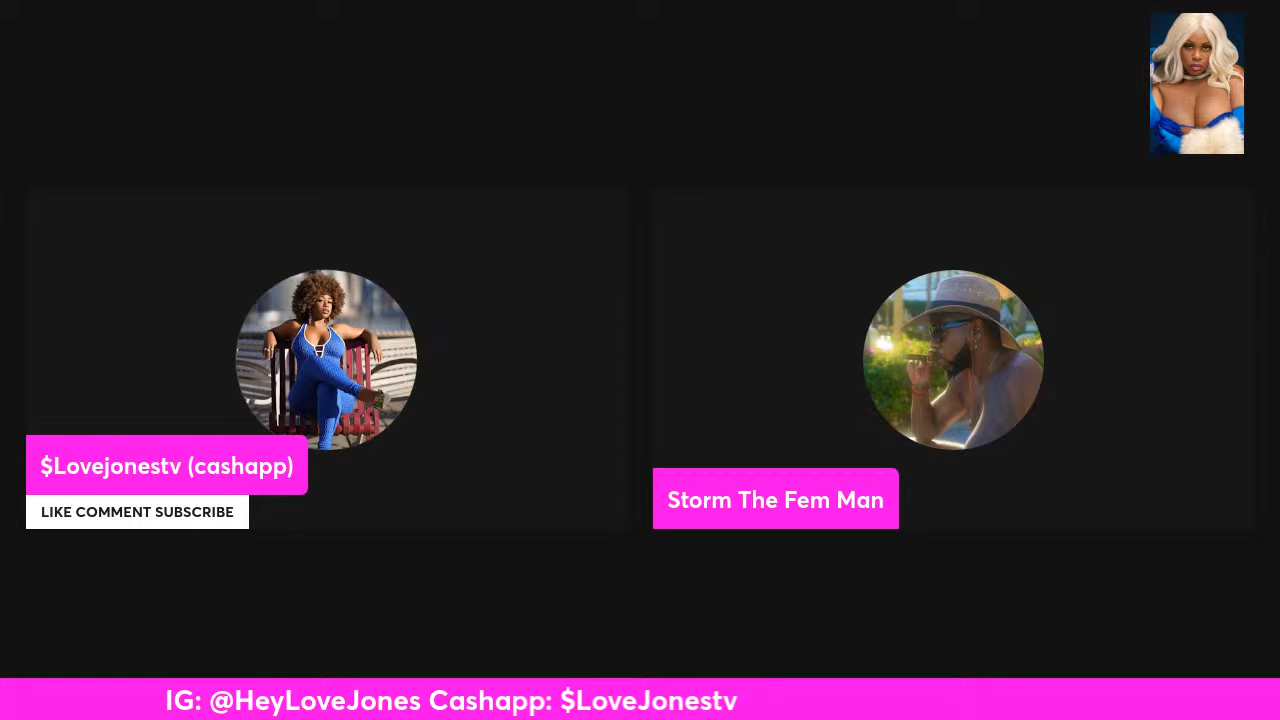 $Lovejonestv (cashapp)
LIKE COMMENT SUBSCRIBE
Storm The Fem Man
IG: @HeyLoveJones Cashapp: $LoveJonestv